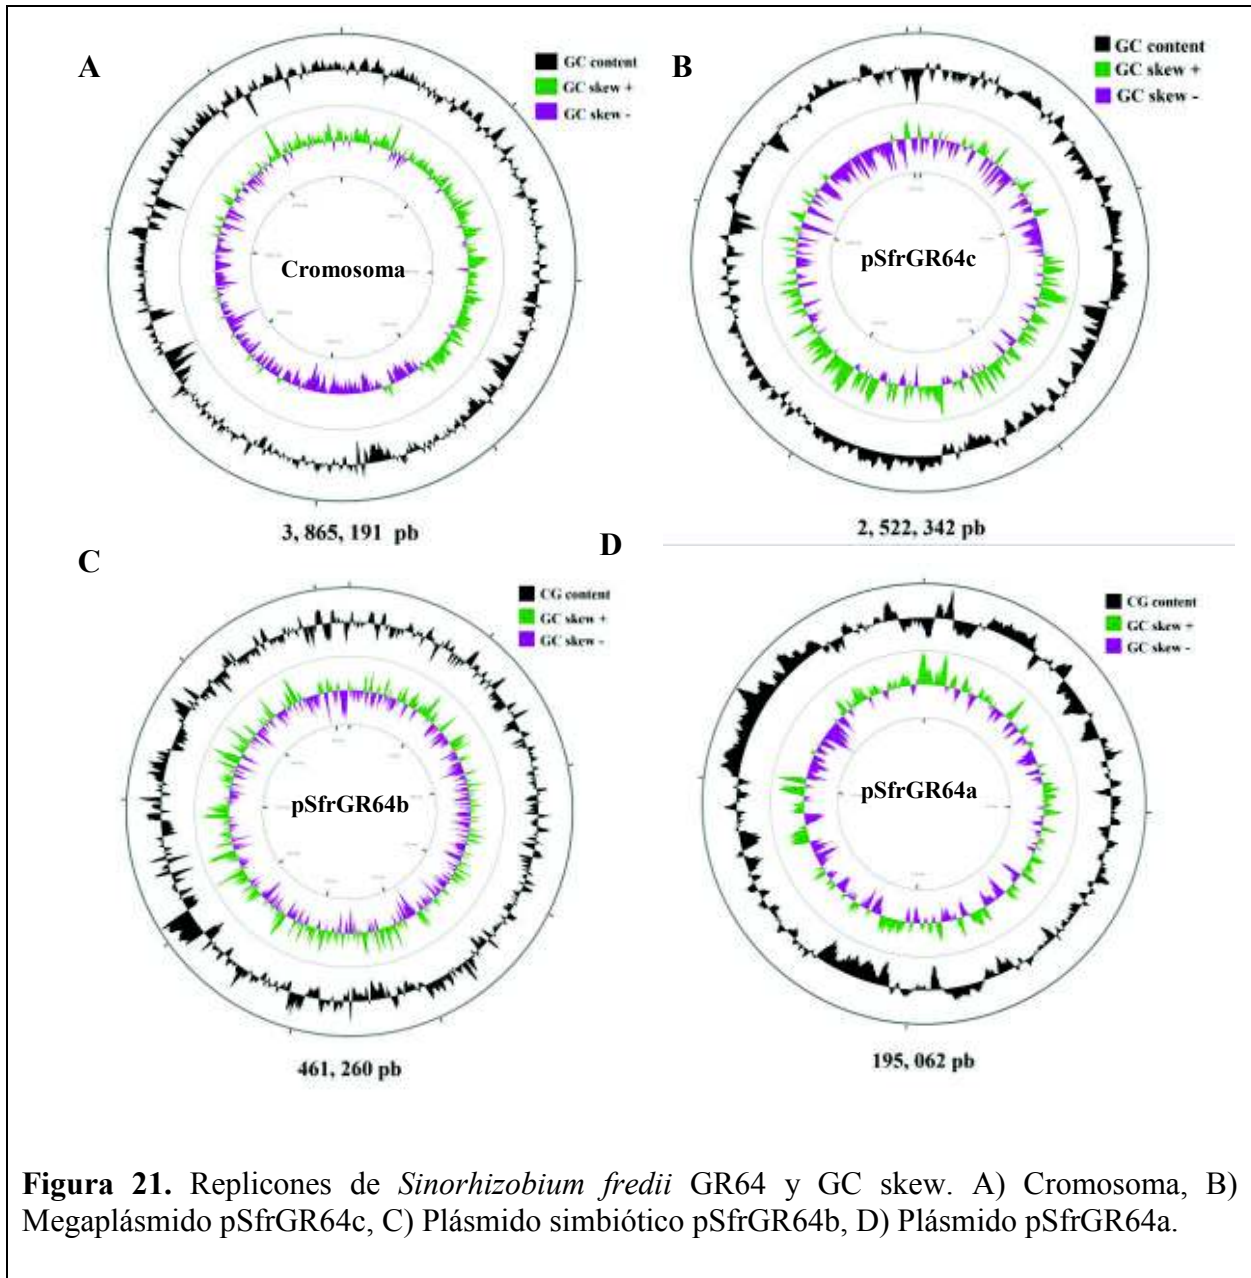 A
GC content
GC skew +
GC skew -
Cromosoma
3, 865, 191 pb
B
GC content
GC skew +
GC skew -
pSfrGR64c
2, 522, 342 pb
C
CG content
GC skew +
GC skew -
pSfrGR64b
461, 260 pb
D
CG content
GC skew +
GC skew -
pSfrGR64a
195, 062 pb
Figura 21. Replicones de Sinorhizobium fredii GR64 y GC skew. A) Cromosoma, B)
Megaplásmido pSfrGR64c, C) Plásmido simbiótico pSfrGR64b, D) Plásmido pSfrGR64a.